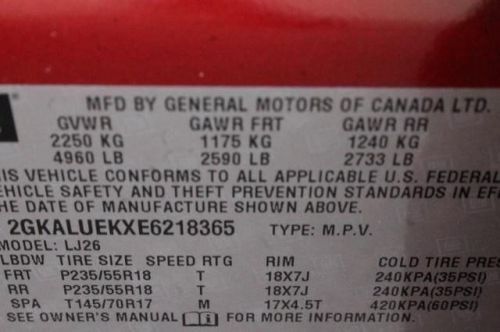 MFD BY GENERAL MOTORS OF CANADA LTD.
GVWR GAWR FRT GAWR RR
2250 KG 1175 KG 1240 KG
4960 LB 2590 LB 2733 LB
IS VEHICLE CONFORMS TO ALL APPLICABLE U.S. FEDERAL
EHICLE SAFETY AND THEFT PREVENTION STANDARDS IN EF
THE DATE OF MANUFACTURE SHOWN ABOVE.
2GKALUEKXE6218365 TYPE: M.P.V.
MODEL: LJ26
LBDW TIRE SIZE SPEED RTG RIM COLD TIRE PRES
FRT P235/55R18 T 18X7J 240KPA(35PSI)
RR P235/55R18 T 18X7J 240KPA(35PSI)
SPA T145/70R17 M 17X4.5T 420KPA(60PSI)
SEE OWNER'S MANUAL FOR MORE INFORMATION.